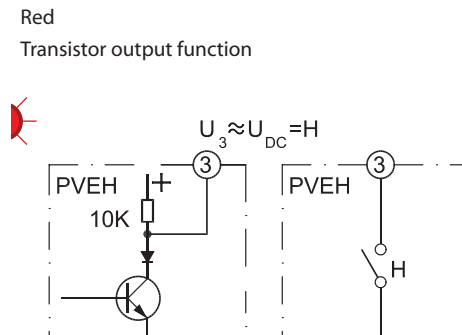 Red
Transistor output function
U3≈UDC=H
3
3
PVEH
+
10K
PVEH
H